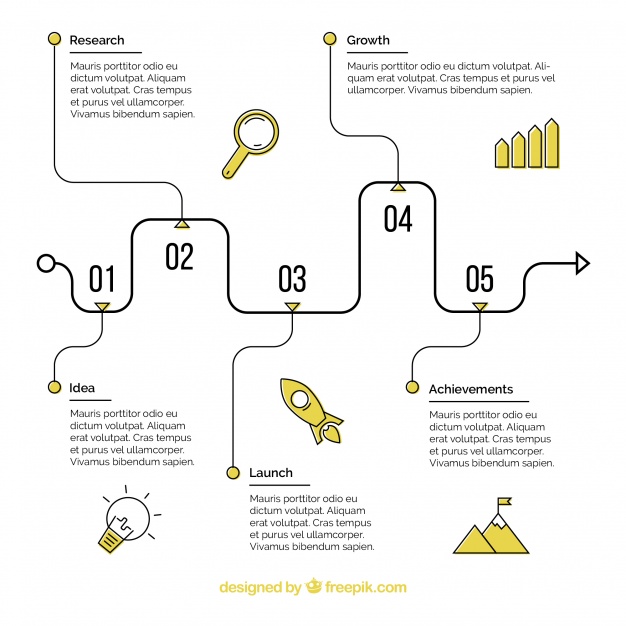 Research
Mauris porttitor odio eu
dictum volutpat. Aliquam
erat volutpat. Cras tempus
et purus vel ullamcorper.
Vivamus bibendum sapien.
Growth
Mauris porttitor odio eu dictum volutpat. Ali-
quam erat volutpat. Cras tempus et purus vel
ullamcorper. Vivamus bibendum sapien.
01
02
03
04
05
Idea
Mauris porttitor odio eu
dictum volutpat. Aliquam
erat volutpat. Cras tempus
et purus vel ullamcorper.
Vivamus bibendum sapien.
Launch
Mauris porttitor odio eu
dictum volutpat. Aliquam
erat volutpat. Cras tempus
et purus vel ullamcorper.
Vivamus bibendum sapien.
Achievements
Mauris porttitor odio eu
dictum volutpat. Aliquam
erat volutpat. Cras tempus
et purus vel ullamcorper.
Vivamus bibendum sapien.
designed by freepik.com